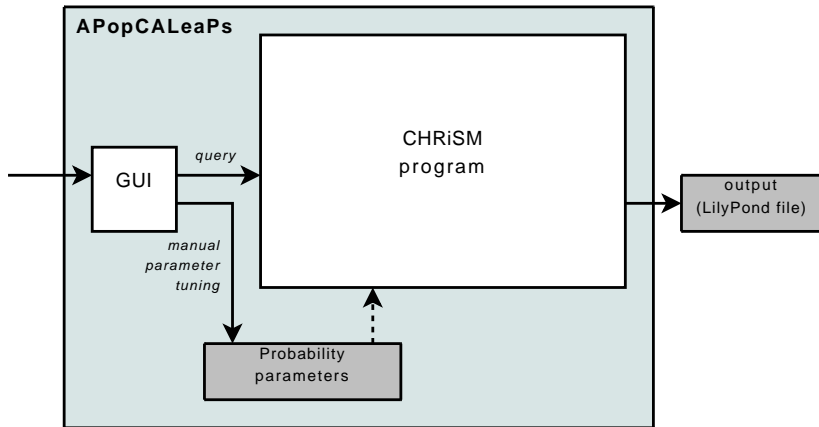 APopCALeaPs
CHRiSM
program
query
GUI
output
(LilyPond file)
manual
parameter
tuning
Probability
parameters